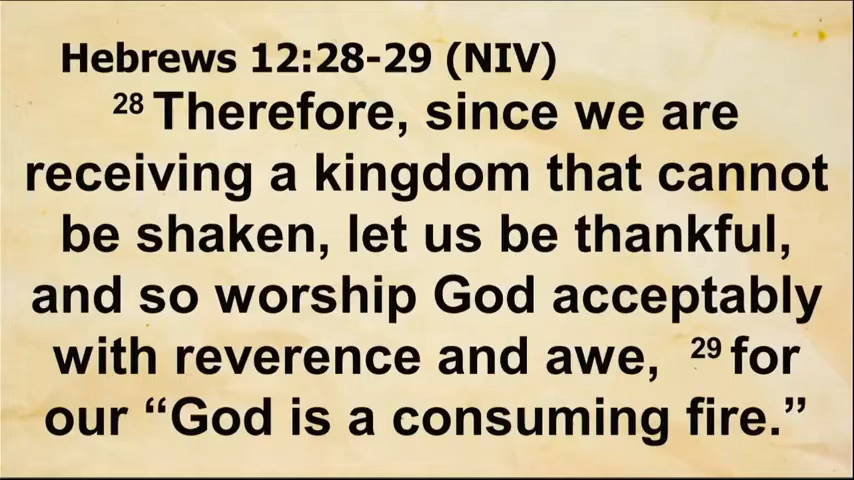 Hebrews 12:28-29 (NIV)
28 Therefore, since we are
receiving a kingdom that cannot
be shaken, let us be thankful,
and so worship God acceptably
with reverence and awe, 29 for
our “God is a consuming fire.”